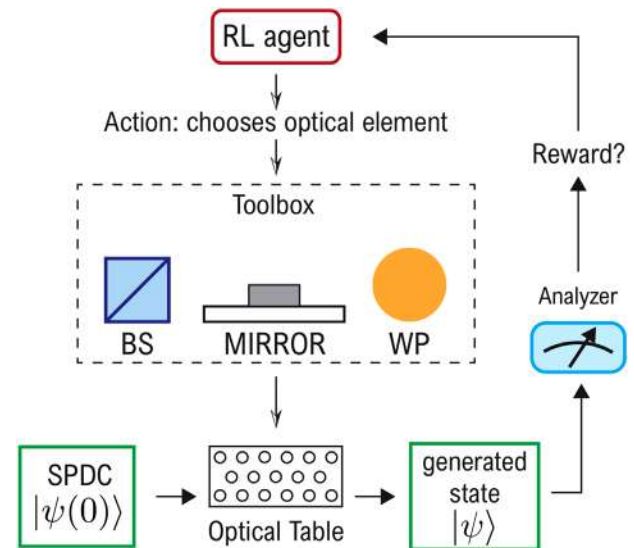 RL agent
Action: chooses optical element
Reward?
Toolbox
BS MIRROR WP
Analyzer
SPDC
|ψ(0)⟩
Optical Table
generated
state
|ψ⟩